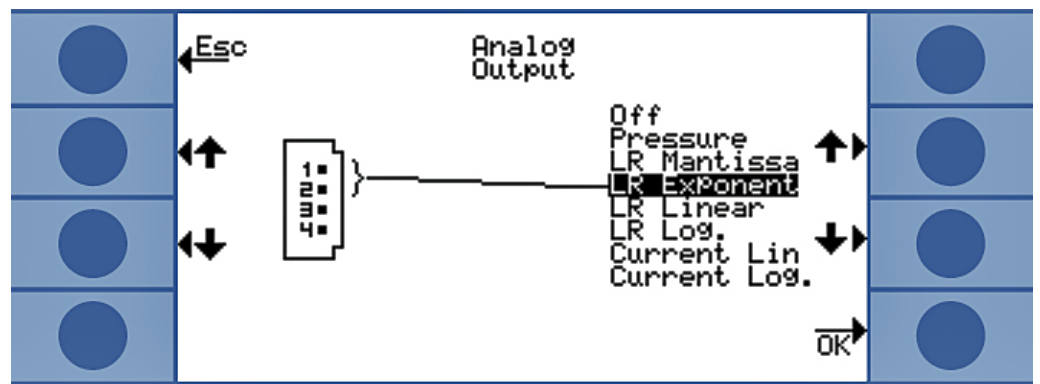 Esc
Analog
Output
Off
Pressure
LR Mantissa
LR Exponent
LR Linear
LR Log.
Current Lin
Current Log.
1
2
3
4
OK